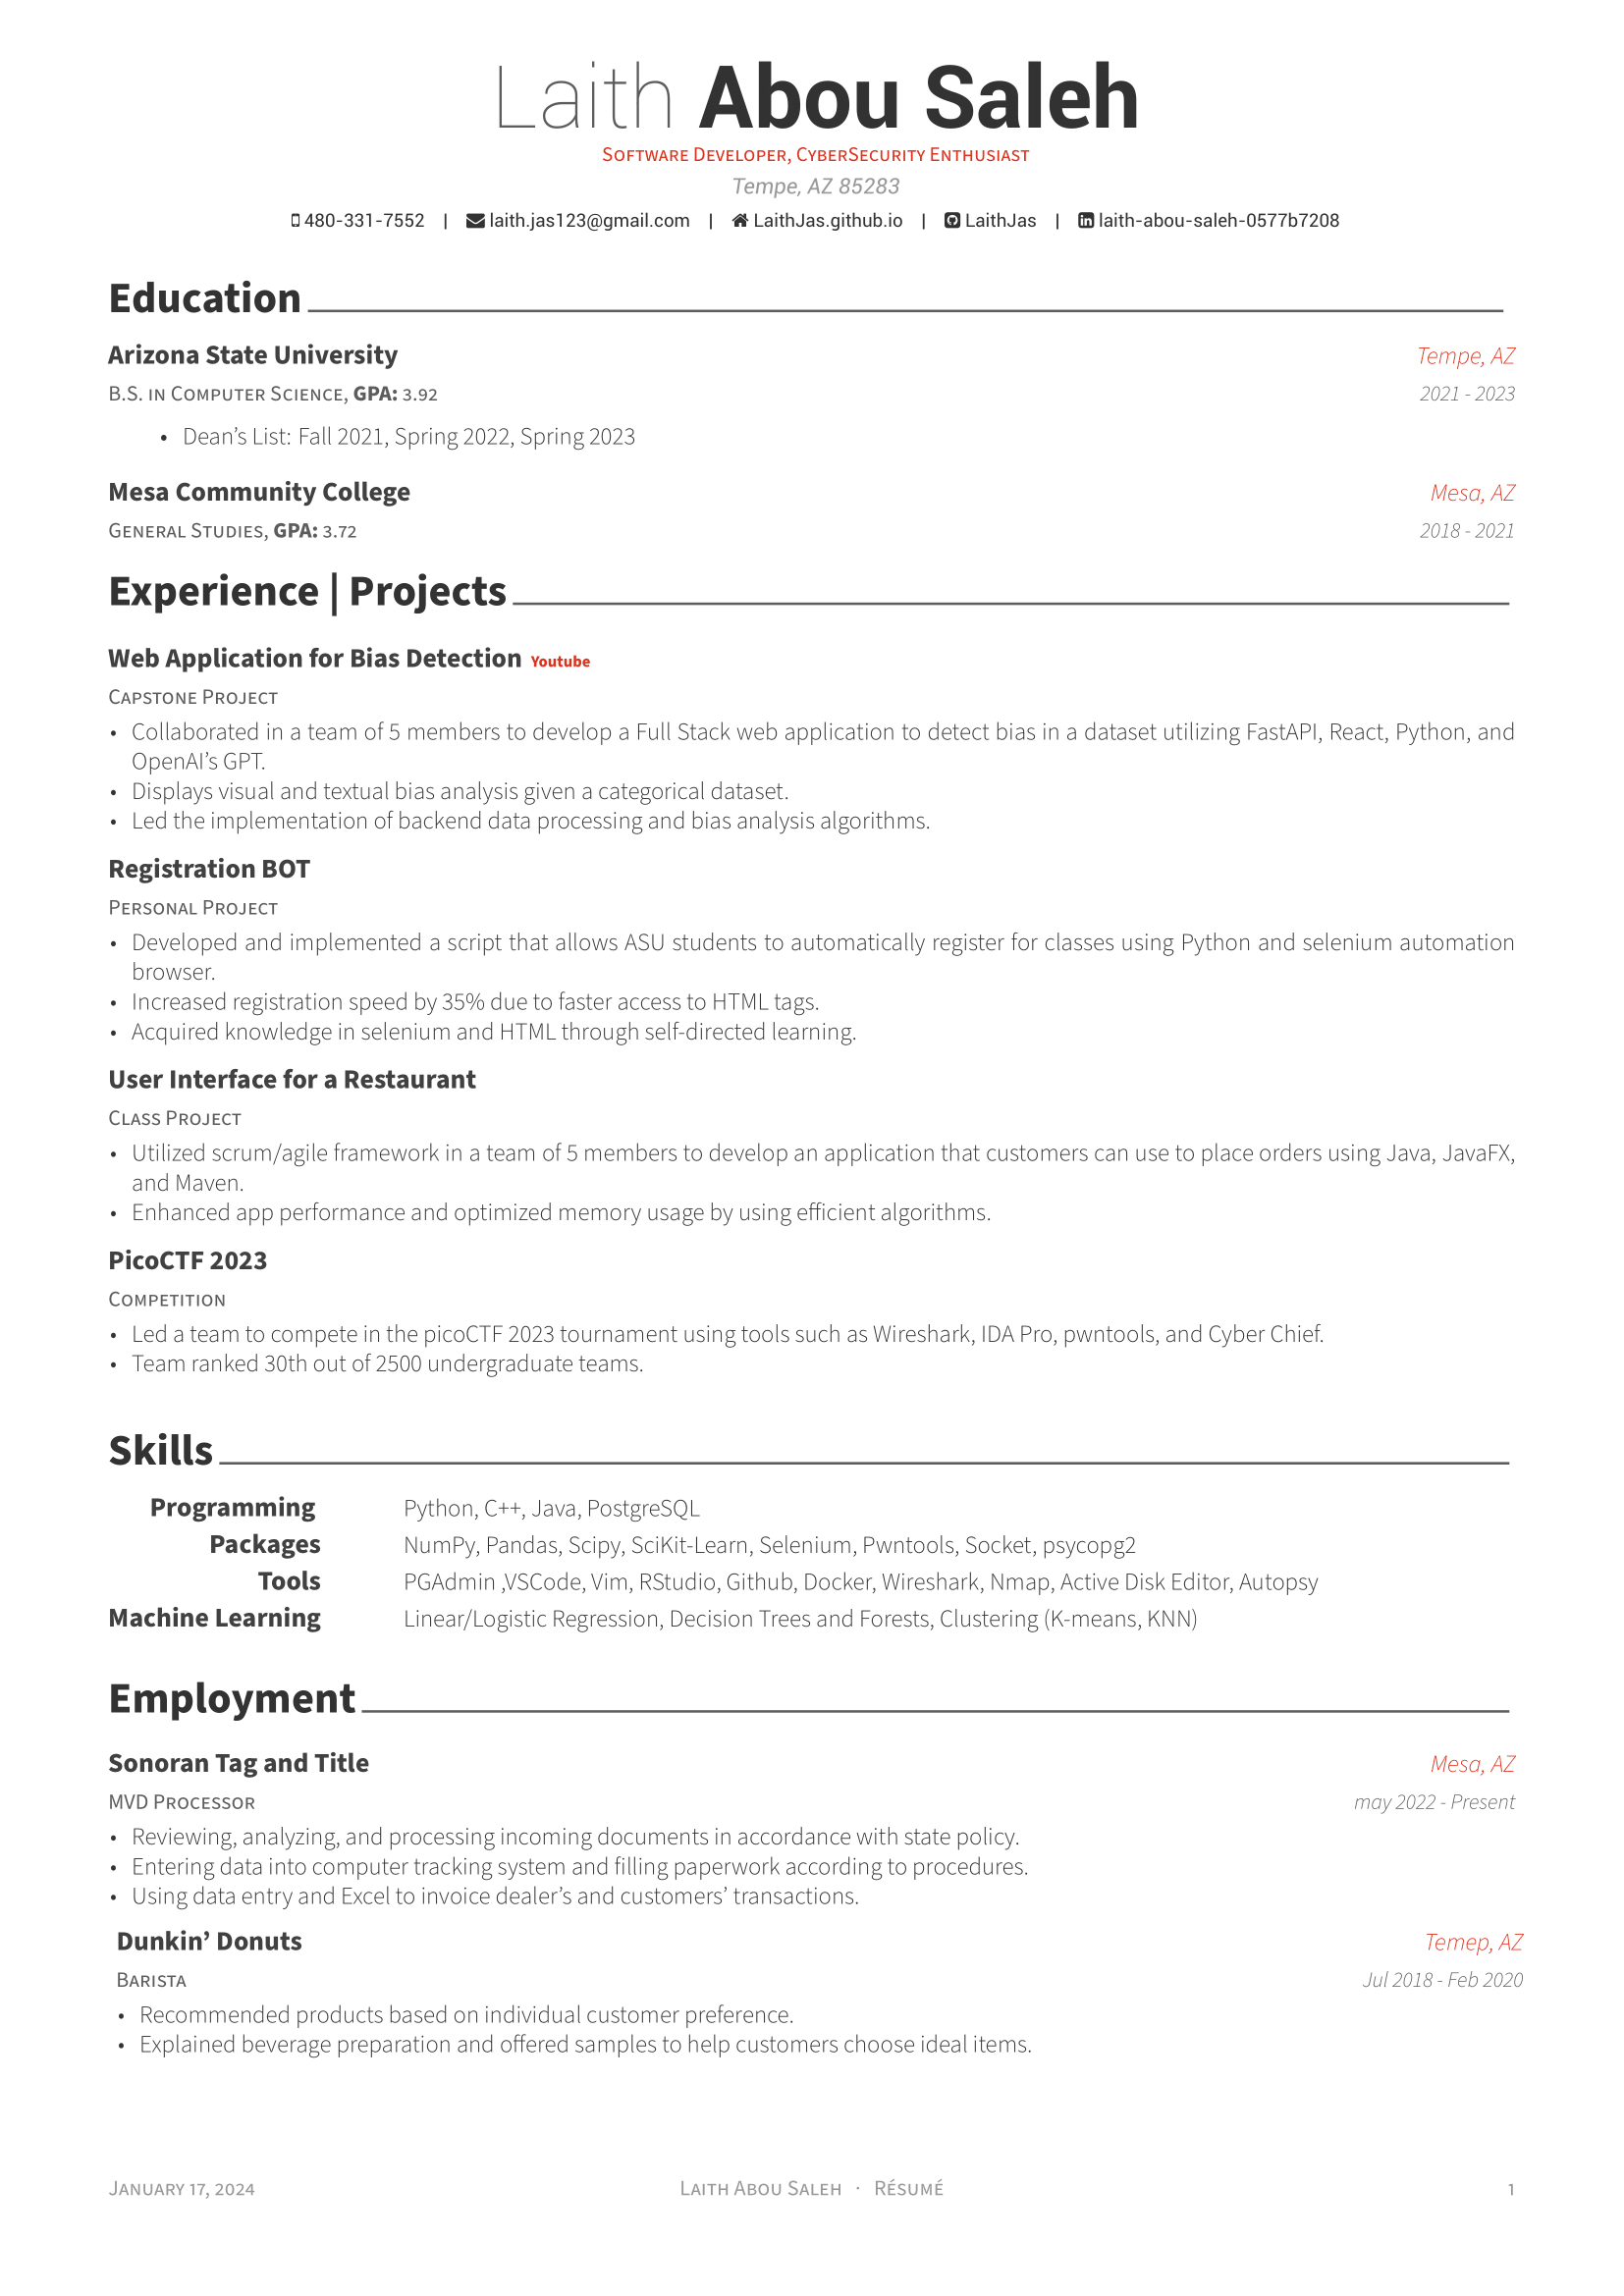 Laith Abou Saleh
Software Developer, CyberSecurity Enthusiast
Tempe, AZ 85283
480-331-7552 | laith.jas123@gmail.com | LaithJas.github.io | LaithJas | laith-abou-saleh-0577b7208
Education
Arizona State University Tempe, AZ
B.S. in Computer Science, GPA: 3.92 2021 - 2023
• Dean’s List: Fall 2021, Spring 2022, Spring 2023
Mesa Community College Mesa, AZ
General Studies, GPA: 3.72 2018 - 2021
Experience | Projects
Web Application for Bias Detection Youtube
Capstone Project
• Collaborated in a team of 5 members to develop a Full Stack web application to detect bias in a dataset utilizing FastAPI, React, Python, and
OpenAI’s GPT.
• Displays visual and textual bias analysis given a categorical dataset.
• Led the implementation of backend data processing and bias analysis algorithms.
Registration BOT
Personal Project
• Developed and implemented a script that allows ASU students to automatically register for classes using Python and selenium automation
browser.
• Increased registration speed by 35% due to faster access to HTML tags.
• Acquired knowledge in selenium and HTML through self-directed learning.
User Interface for a Restaurant
Class Project
• Utilized scrum/agile framework in a team of 5 members to develop an application that customers can use to place orders using Java, JavaFX,
and Maven.
• Enhanced app performance and optimized memory usage by using efficient algorithms.
PicoCTF 2023
Competition
• Led a team to compete in the picoCTF 2023 tournament using tools such as Wireshark, IDA Pro, pwntools, and Cyber Chief.
• Team ranked 30th out of 2500 undergraduate teams.
Skills
Programming Python, C++, Java, PostgreSQL
Packages NumPy, Pandas, Scipy, SciKit-Learn, Selenium, Pwntools, Socket, psycopg2
Tools PGAdmin ,VSCode, Vim, RStudio, Github, Docker, Wireshark, Nmap, Active Disk Editor, Autopsy
Machine Learning Linear/Logistic Regression, Decision Trees and Forests, Clustering (K-means, KNN)
Employment
Sonoran Tag and Title Mesa, AZ
MVD Processor may 2022 - Present
• Reviewing, analyzing, and processing incoming documents in accordance with state policy.
• Entering data into computer tracking system and filling paperwork according to procedures.
• Using data entry and Excel to invoice dealer’s and customers’ transactions.
Dunkin’ Donuts Temep, AZ
Barista Jul 2018 - Feb 2020
• Recommended products based on individual customer preference.
• Explained beverage preparation and offered samples to help customers choose ideal items.
January 17, 2024 Laith Abou Saleh · Résumé 1